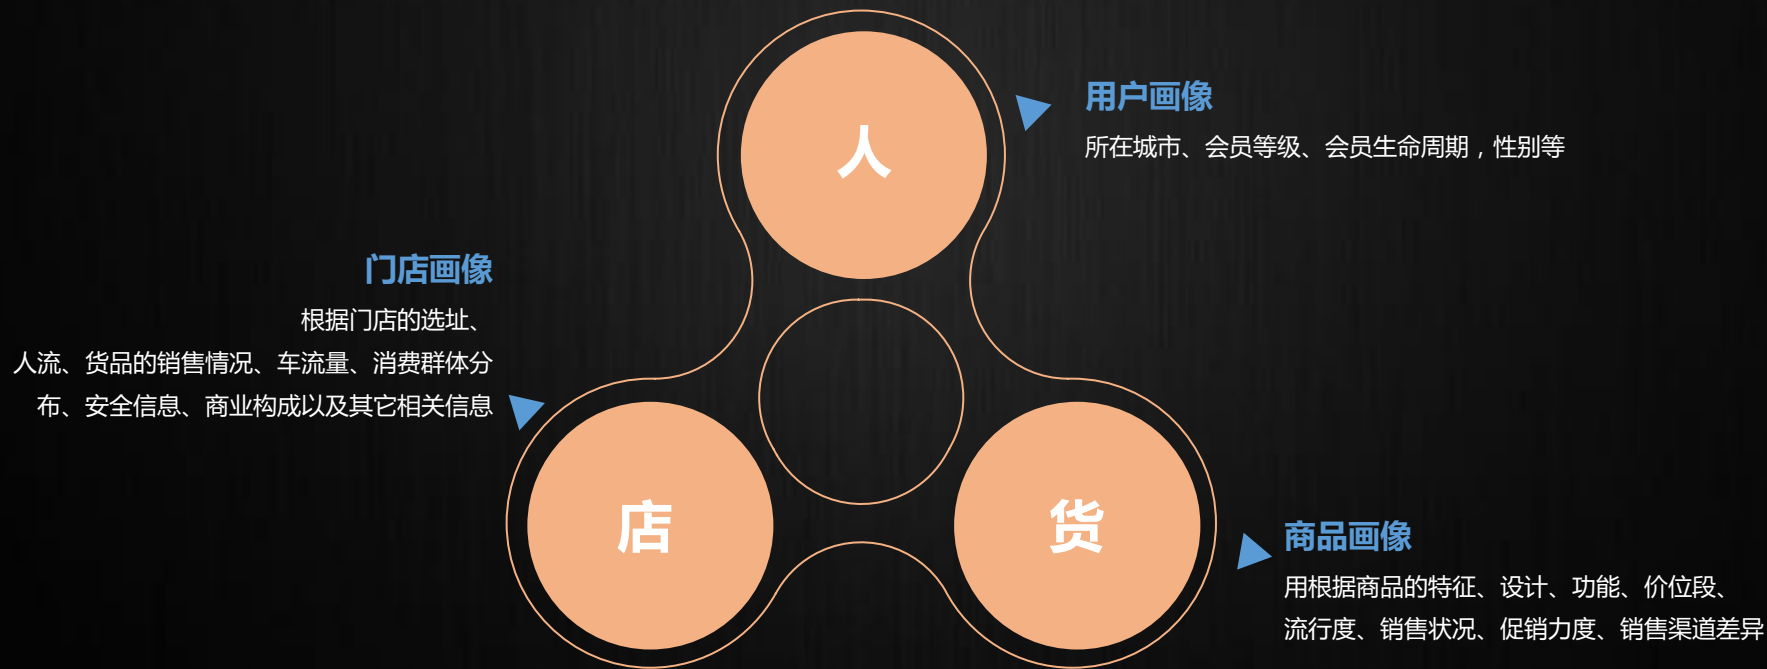 人
用户画像
所在城市、会员等级、会员生命周期，性别等
门店画像
根据门店的选址、
人流、货品的销售情况、车流量、消费群体分
布、安全信息、商业构成以及其它相关信息
店
货
商品画像
用根据商品的特征、设计、功能、价位段、
流行度、销售状况、促销力度、销售渠道差异